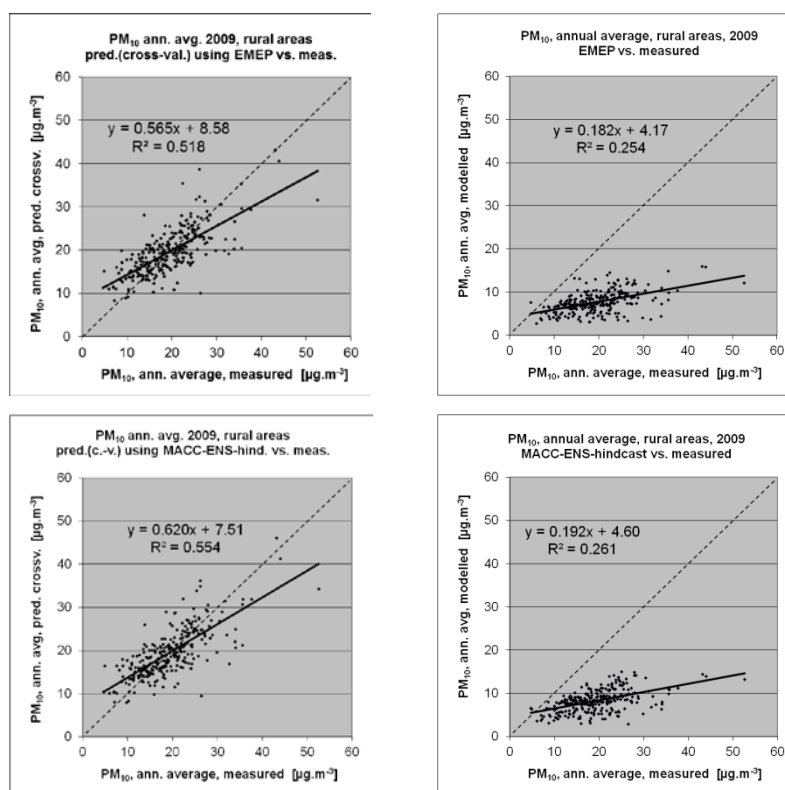 PM₁₀ ann. avg. 2009, rural areas
pred.(cross-val.) using EMEP vs. meas.
PM₁₀, ann. avg, pred. crossv. [µg.m⁻³]
60
50
40
30
20
10
0
y = 0.565x + 8.58
R² = 0.518
0 10 20 30 40 50 60
PM₁₀, ann. average, measured [µg.m⁻³]
PM₁₀, annual average, rural areas, 2009
EMEP vs. measured
PM₁₀, ann. avg, modelled [µg.m⁻³]
60
50
40
30
20
10
0
y = 0.182x + 4.17
R² = 0.254
0 10 20 30 40 50 60
PM₁₀, ann. average, measured [µg.m⁻³]
PM₁₀ ann. avg. 2009, rural areas
pred.(c.-v.) using MACC-ENS-hind. vs. meas.
PM₁₀, ann. avg, pred. crossv. [µg.m⁻³]
60
50
40
30
20
10
0
y = 0.620x + 7.51
R² = 0.554
0 10 20 30 40 50 60
PM₁₀, ann. average, measured [µg.m⁻³]
PM₁₀, annual average, rural areas, 2009
MACC-ENS-hindcast vs. measured
PM₁₀, ann. avg, modelled [µg.m⁻³]
60
50
40
30
20
10
0
y = 0.192x + 4.60
R² = 0.261
0 10 20 30 40 50 60
PM₁₀, ann. average, measured [µg.m⁻³]